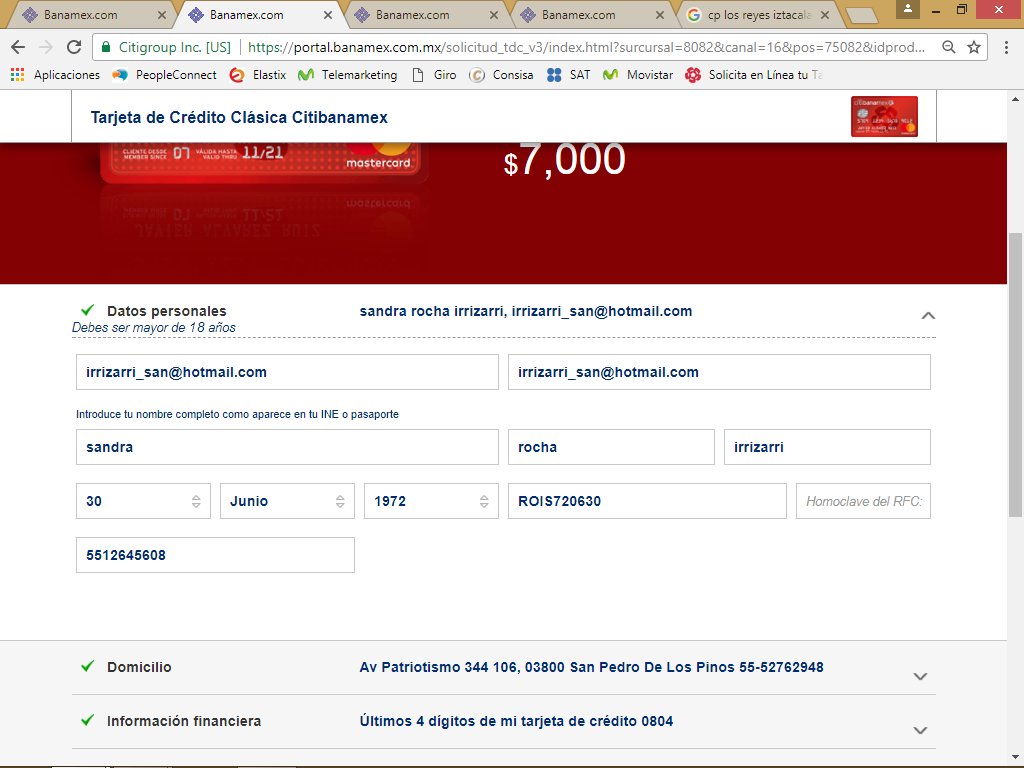 Banamex.com
Banamex.com
Banamex.com
Banamex.com
cp los reyes iztacala
Citigroup Inc. [US] https://portal.banamex.com.mx/solicitud_tdc_v3/index.html?surcursal=8082&canal=16&pos=75082&idprod...
Aplicaciones PeopleConnect Elastix Telemarketing Giro Consisa SAT Movistar Solicita en Línea tu Ta
Tarjeta de Crédito Clásica Citibanamex
CLIENTE DESDE MEMBER SINCE 07 VÁLIDA HASTA VALID THRU 11/21
mastercard
$7,000
Datos personales sandra rocha irrizarri, irrizarri_san@hotmail.com
Debes ser mayor de 18 años
irrizarri_san@hotmail.com irrizarri_san@hotmail.com
Introduce tu nombre completo como aparece en tu INE o pasaporte
sandra rocha irrizarri
30 Junio 1972 ROIS720630 Homoclave del RFC:
5512645608
Domicilio Av Patriotismo 344 106, 03800 San Pedro De Los Pinos 55-52762948
Información financiera Últimos 4 dígitos de mi tarjeta de crédito 0804